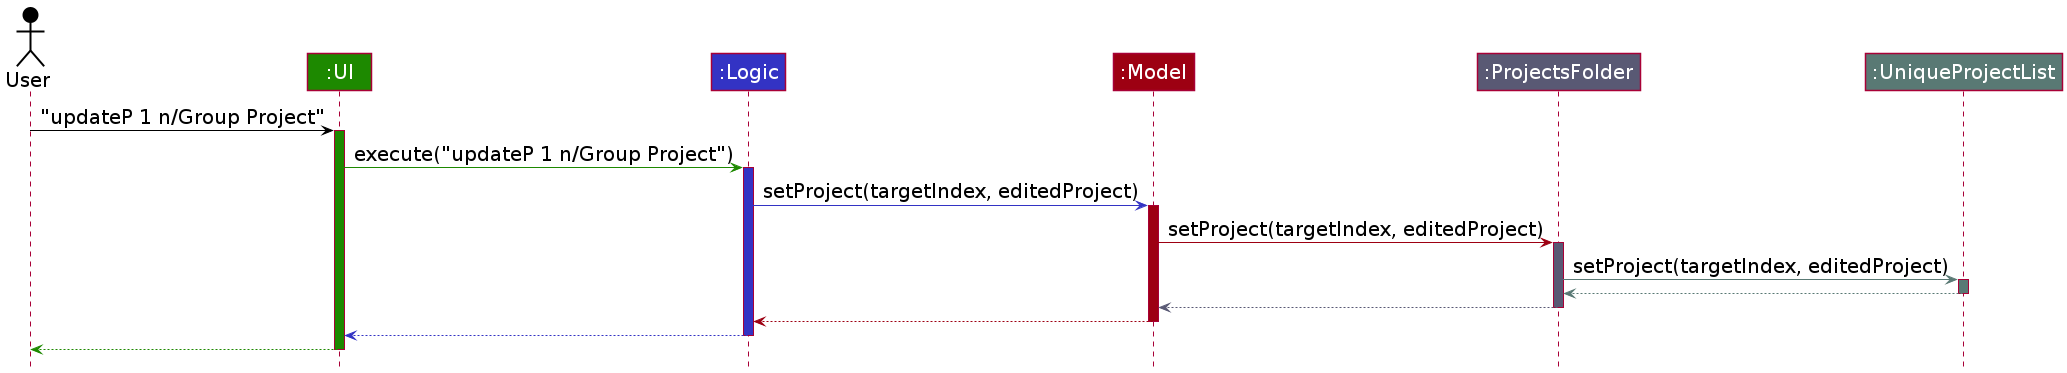 User
:UI
:Logic
:Model
:ProjectsFolder
:UniqueProjectList
"updateP 1 n/Group Project"
execute("updateP 1 n/Group Project")
setProject(targetIndex, editedProject)
setProject(targetIndex, editedProject)
setProject(targetIndex, editedProject)